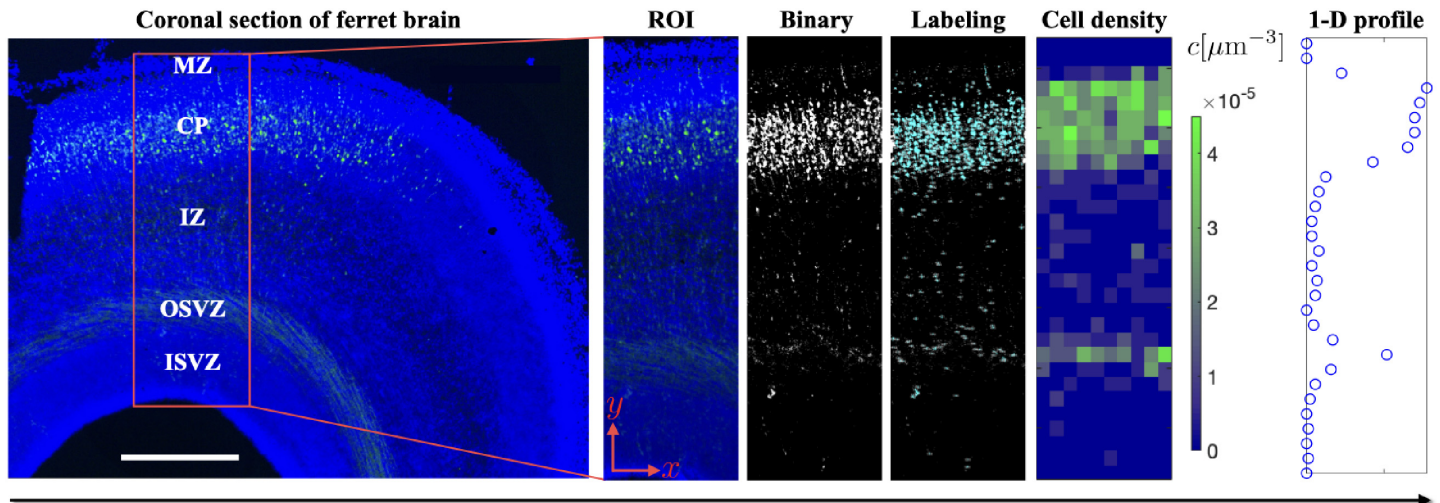 Coronal section of ferret brain
ROI
Binary
Labeling
Cell density
1-D profile
MZ
CP
IZ
OSVZ
ISVZ
y
x
c[μm⁻³]
×10⁻⁵
4
3
2
1
0